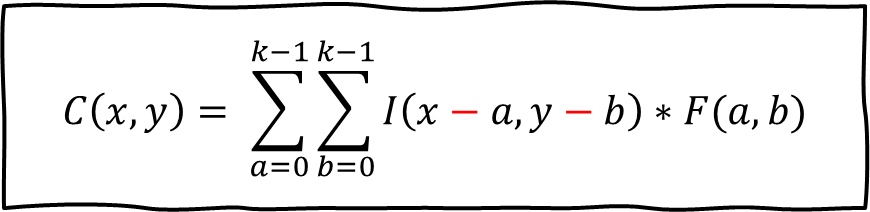 C(x, y) = ∑_{a=0}^{k−1} ∑_{b=0}^{k−1} I(x − a, y − b) ∗ F(a, b)